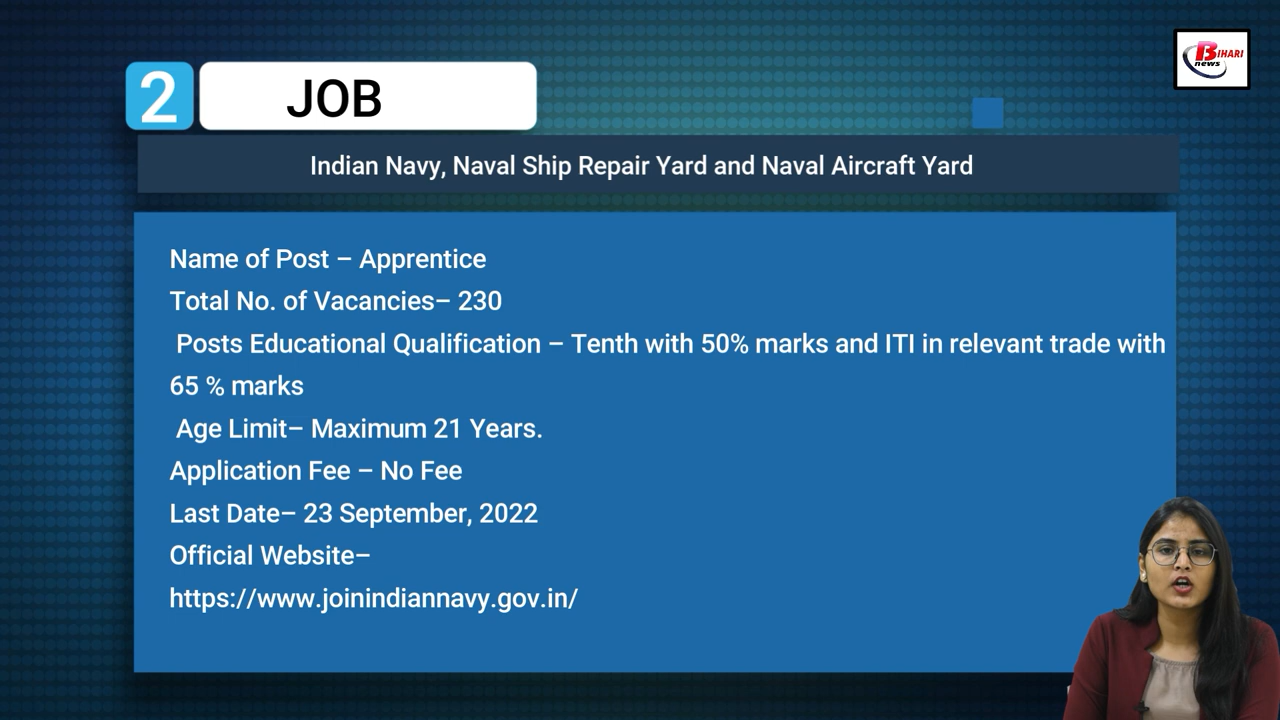 BIHARI
news
2 JOB
Indian Navy, Naval Ship Repair Yard and Naval Aircraft Yard
Name of Post – Apprentice
Total No. of Vacancies– 230
Posts Educational Qualification – Tenth with 50% marks and ITI in relevant trade with
65 % marks
Age Limit– Maximum 21 Years.
Application Fee – No Fee
Last Date– 23 September, 2022
Official Website–
https://www.joinindiannavy.gov.in/